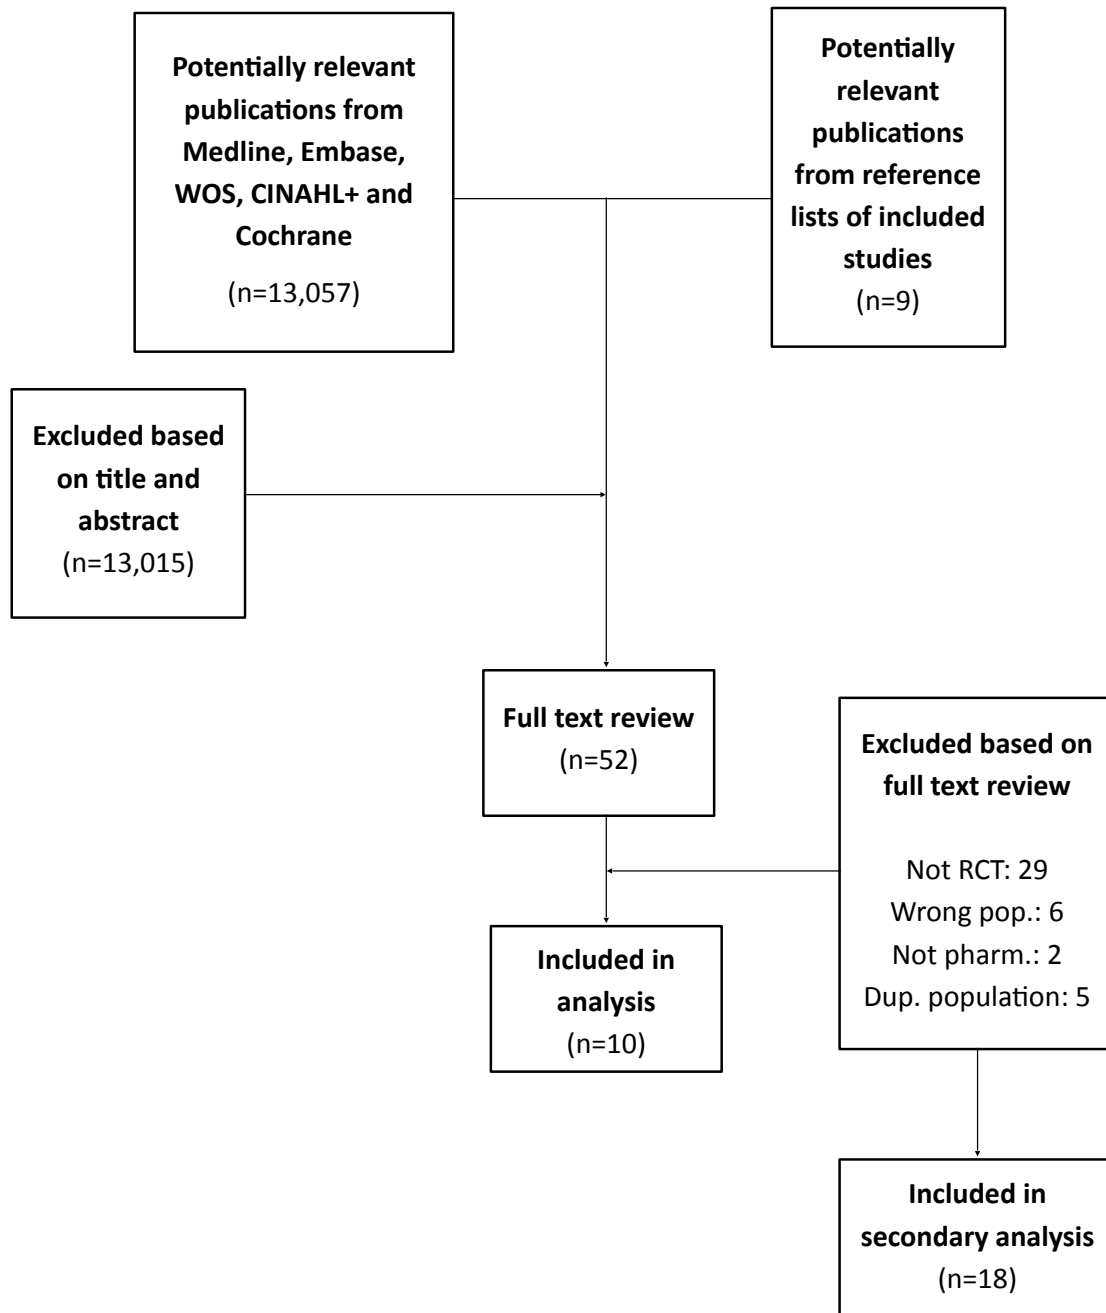 Potentially relevant
publications from
Medline, Embase,
WOS, CINAHL+ and
Cochrane
(n=13,057)
Potentially
relevant
publications
from reference
lists of included
studies
(n=9)
Excluded based
on title and
abstract
(n=13,015)
Full text review
(n=52)
Excluded based on
full text review
Not RCT: 29
Wrong pop.: 6
Not pharm.: 2
Dup. population: 5
Included in
analysis
(n=10)
Included in
secondary analysis
(n=18)